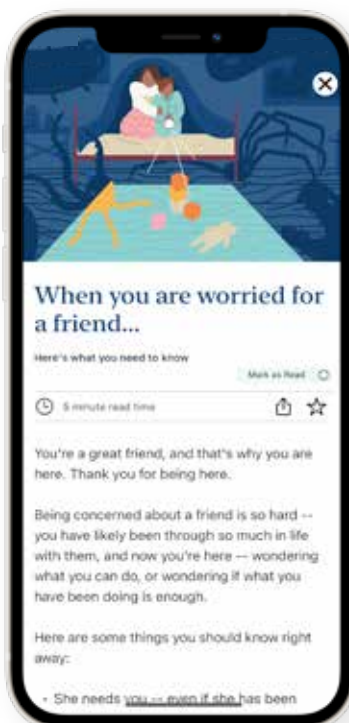 When you are worried for
a friend...
Here's what you need to know
Mark as Read
5 minute read time
You're a great friend, and that's why you are
here. Thank you for being here.
Being concerned about a friend is so hard --
you have likely been through so much in life
with them, and now you're here -- wondering
what you can do, or wondering if what you
have been doing is enough.
Here are some things you should know right
away:
• She needs you -- even if she has been